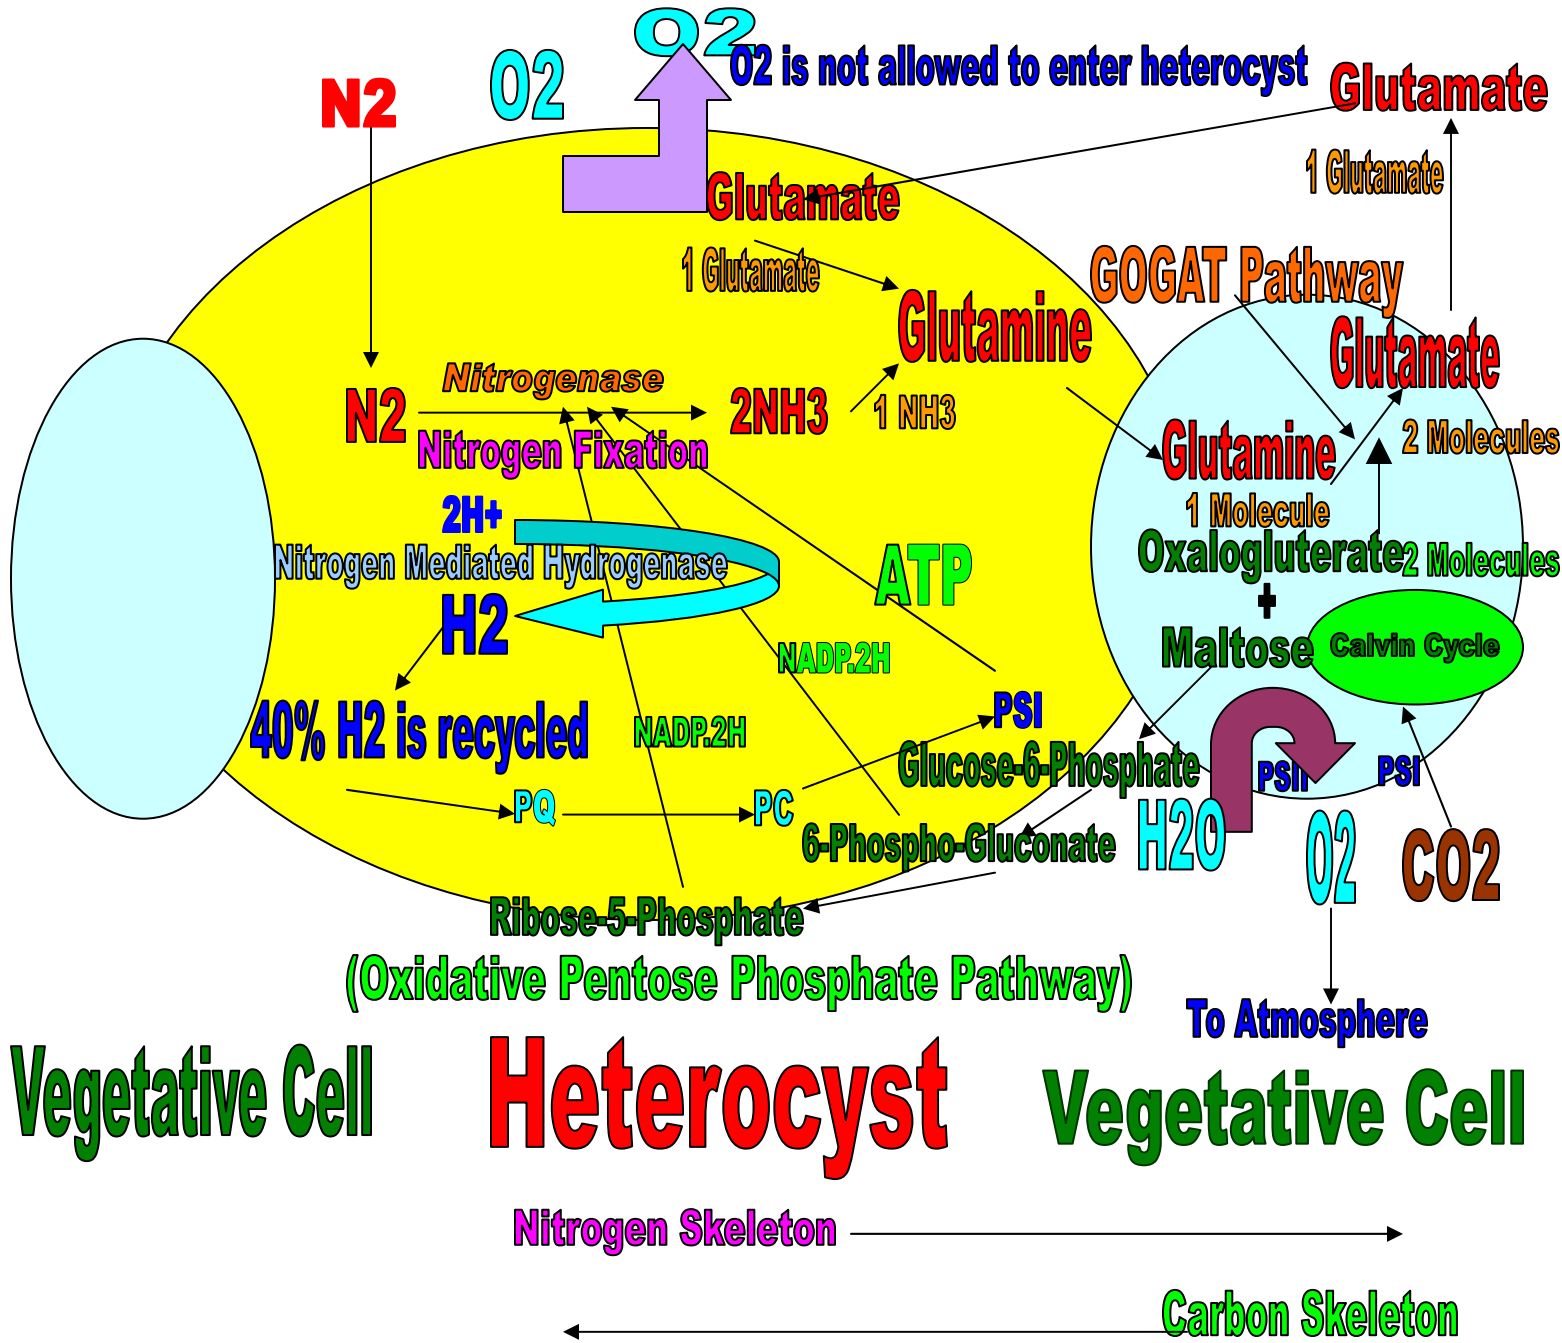 O2
O2
O2 is not allowed to enter heterocyst
N2
Glutamate
1 Glutamate
Glutamate
1 Glutamate
GOGAT Pathway
Glutamine
Glutamate
Nitrogenase
N2
2NH3
1 NH3
Nitrogen Fixation
Glutamine
2 Molecules
1 Molecule
2H+
Nitrogen Mediated Hydrogenase
ATP
Oxalogluterate
2 Molecules
+
H2
Maltose
Calvin Cycle
NADP.2H
40% H2 is recycled
NADP.2H
PSI
Glucose-6-Phosphate
PSII
PSI
PQ
PC
6-Phospho-Gluconate
H2O
O2
CO2
Ribose-5-Phosphate
(Oxidative Pentose Phosphate Pathway)
To Atmosphere
Vegetative Cell
Heterocyst
Vegetative Cell
Nitrogen Skeleton
Carbon Skeleton